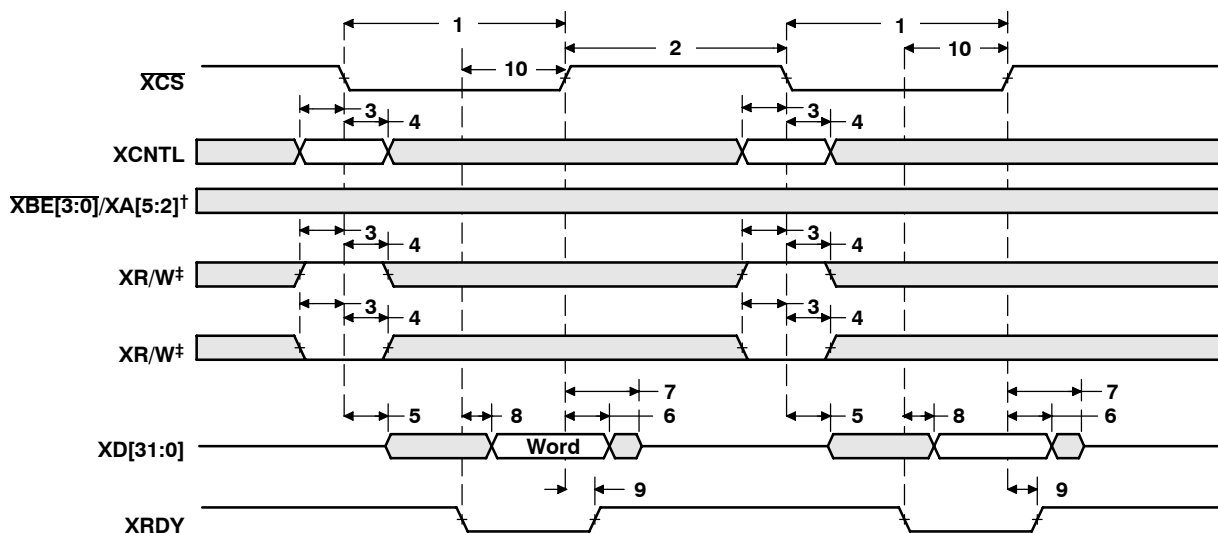 1 1
2
10 10
XCS
3 3
4 4
XCNTL
XBE[3:0]/XA[5:2]†
3 3
4 4
XR/W‡
3 3
4 4
XR/W‡
7 7
5 8 6 5 8 6
XD[31:0] Word
9 9
XRDY